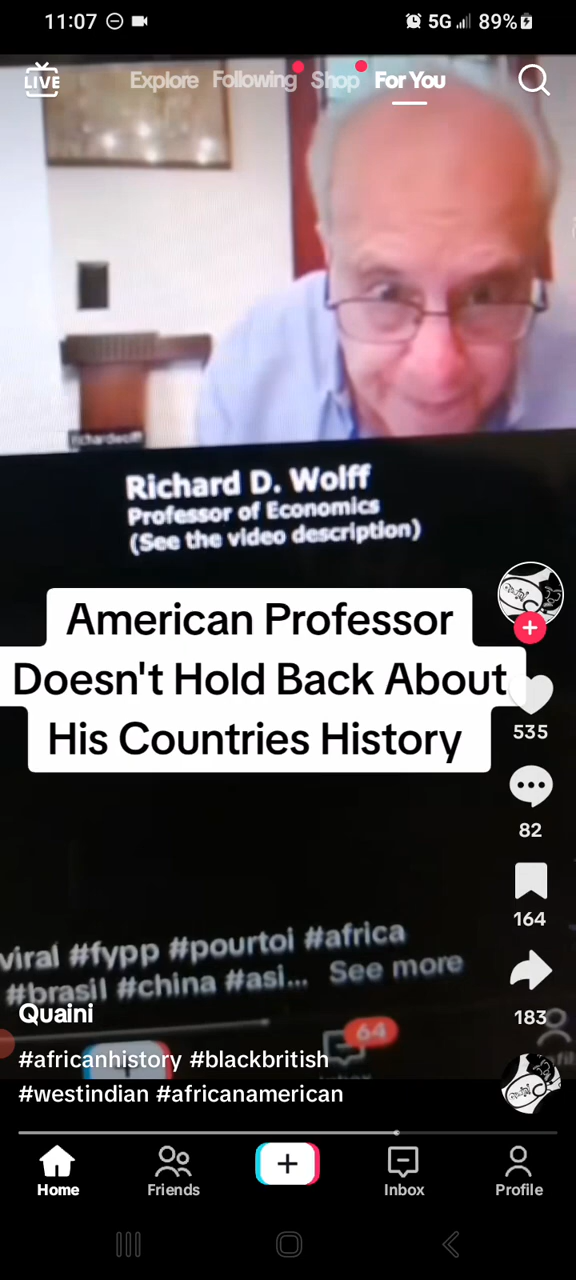 11:07
5G 89%
LIVE Explore Following Shop For You
Richard D. Wolff
Professor of Economics
(See the video description)
American Professor
Doesn't Hold Back About
His Countries History
535
82
164
183
viral #fypp #pourtoi #africa
#brasil #china #asi... See more
Quaini
64
#africanhistory #blackbritish
#westindian #africanamerican
Home Friends Inbox Profile